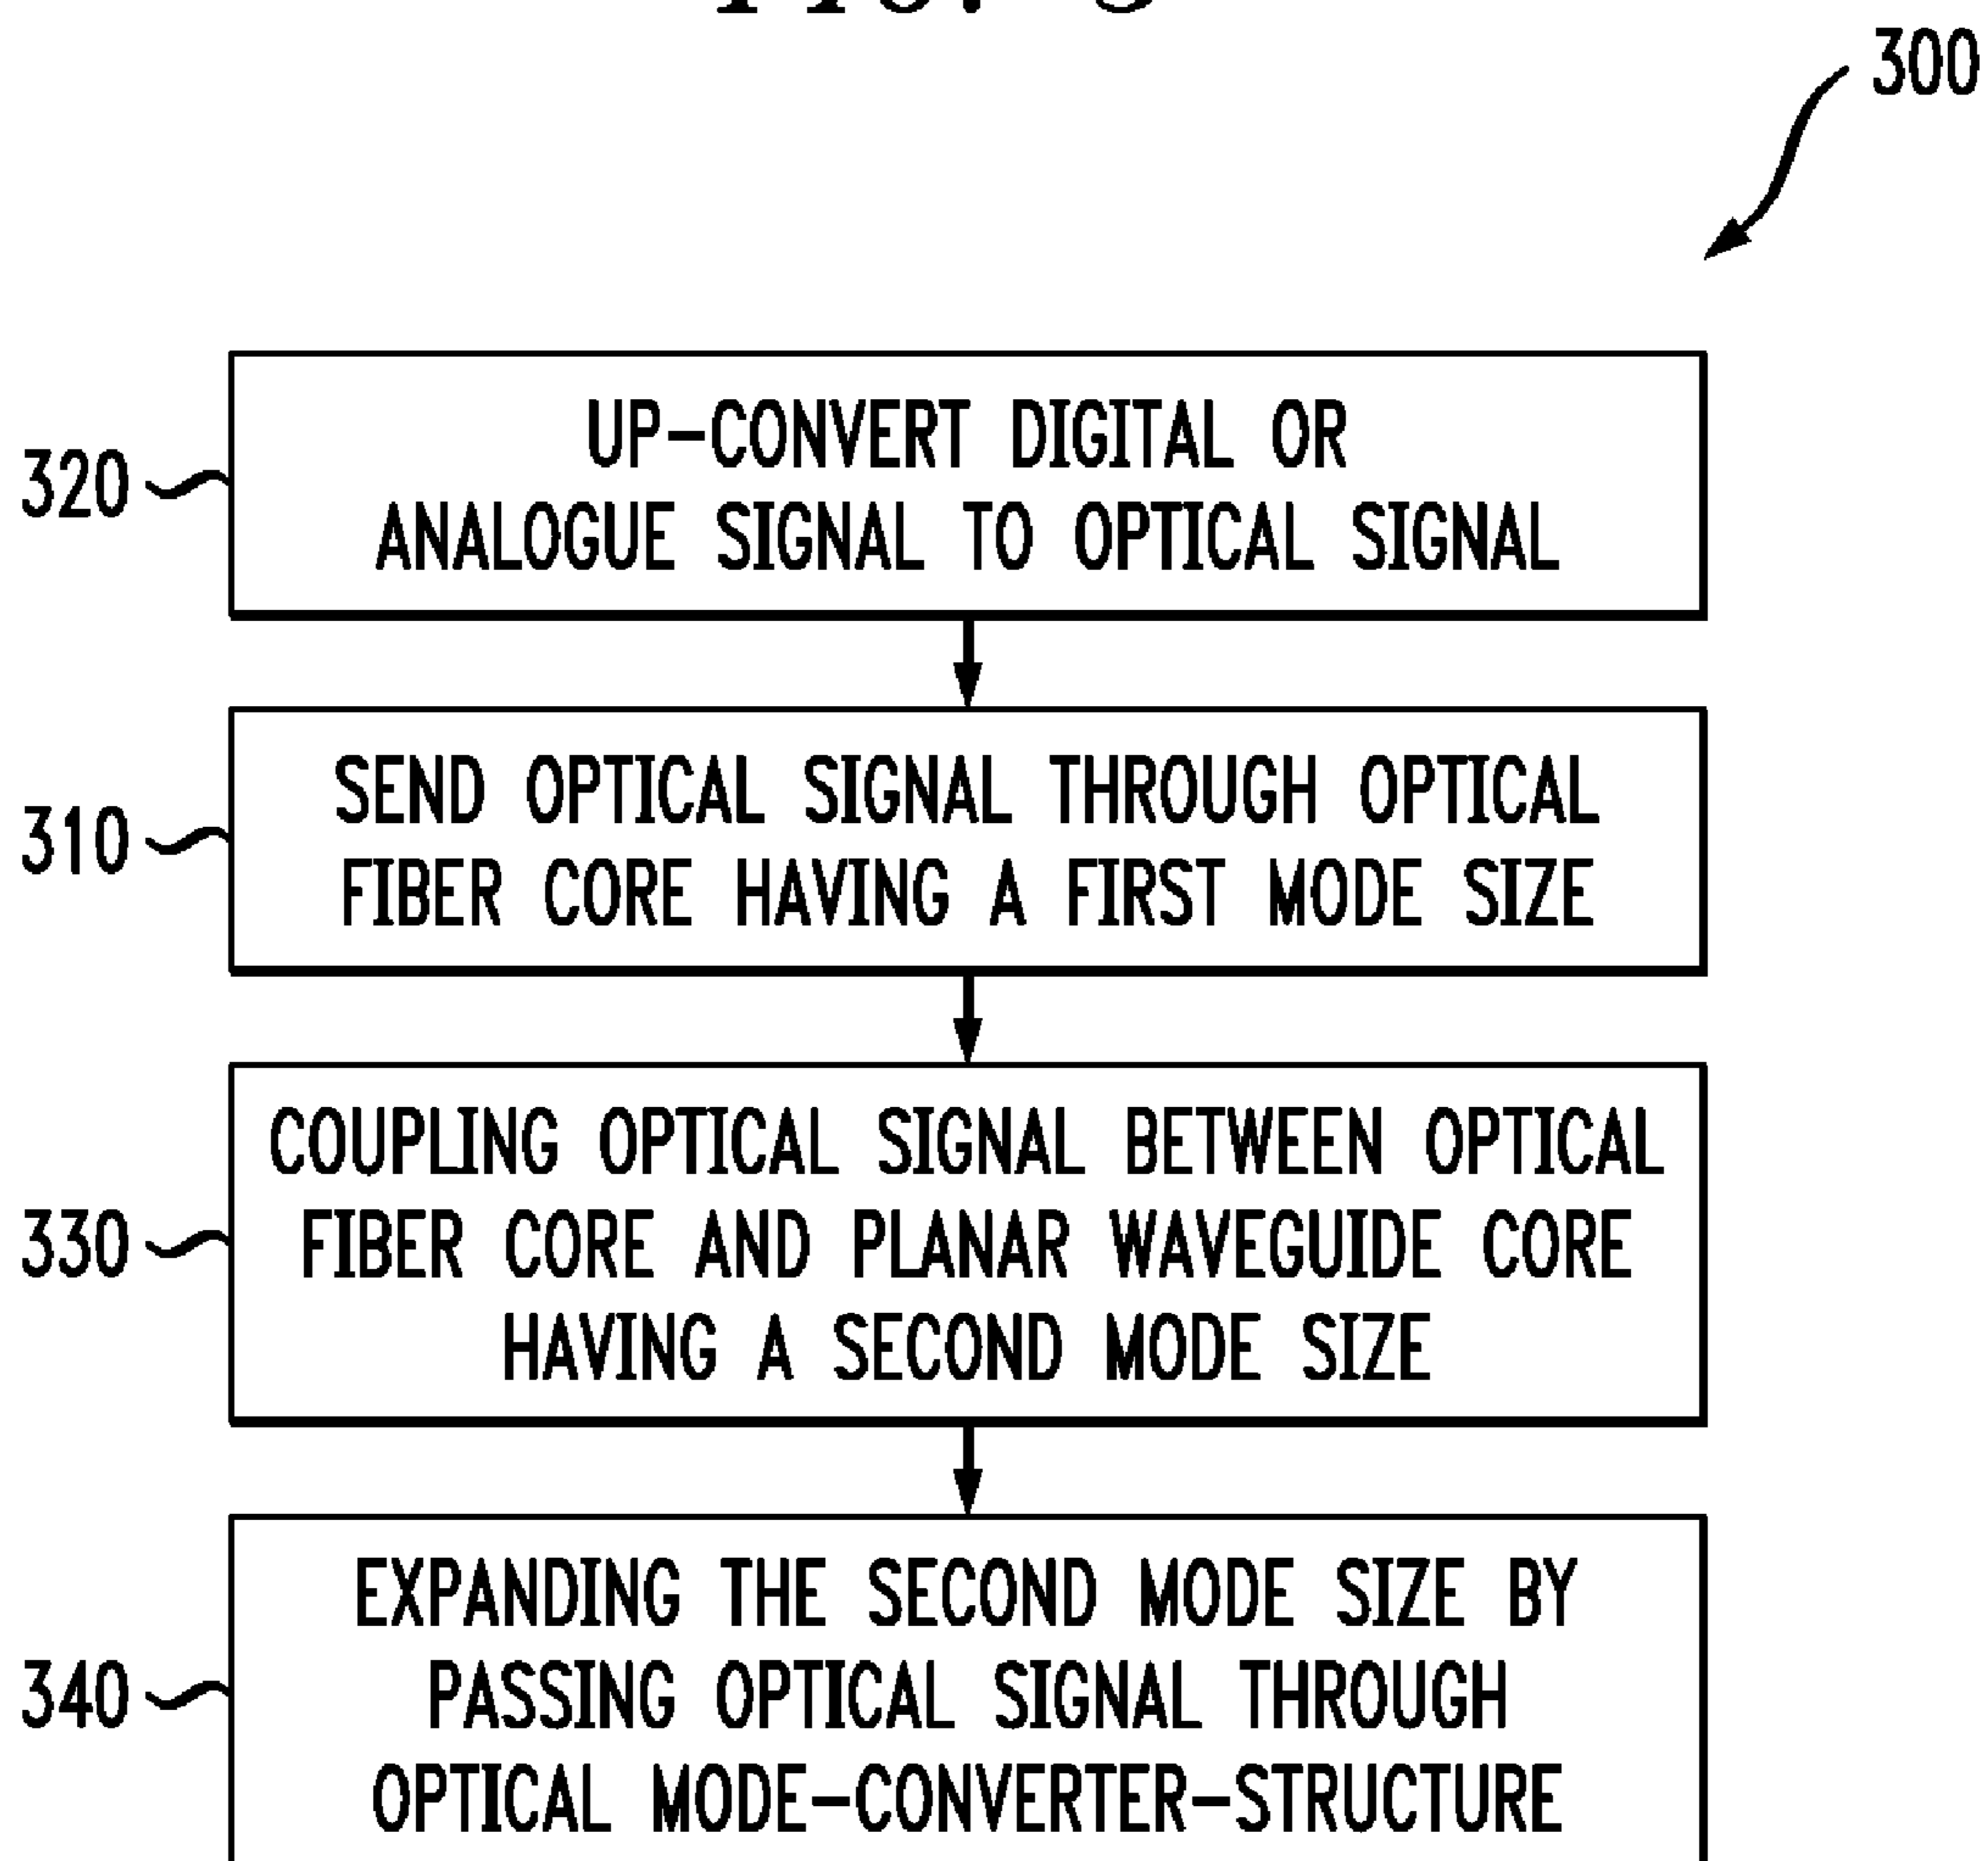 300
320
UP-CONVERT DIGITAL OR
ANALOGUE SIGNAL TO OPTICAL SIGNAL
310
SEND OPTICAL SIGNAL THROUGH OPTICAL
FIBER CORE HAVING A FIRST MODE SIZE
330
COUPLING OPTICAL SIGNAL BETWEEN OPTICAL
FIBER CORE AND PLANAR WAVEGUIDE CORE
HAVING A SECOND MODE SIZE
340
EXPANDING THE SECOND MODE SIZE BY
PASSING OPTICAL SIGNAL THROUGH
OPTICAL MODE-CONVERTER-STRUCTURE